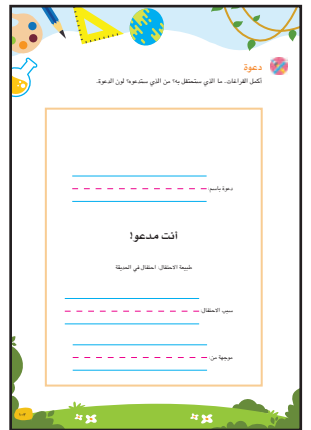 دعوة
أكمل الفراغات. ما الذي ستحتفل به؟ من الذي ستدعوه؟ لون الدعوة.
دعوة باسم:
أنت مدعو!
طبيعة الاحتفال: احتفال في الحديقة
سبب الاحتفال:
موجهة من: